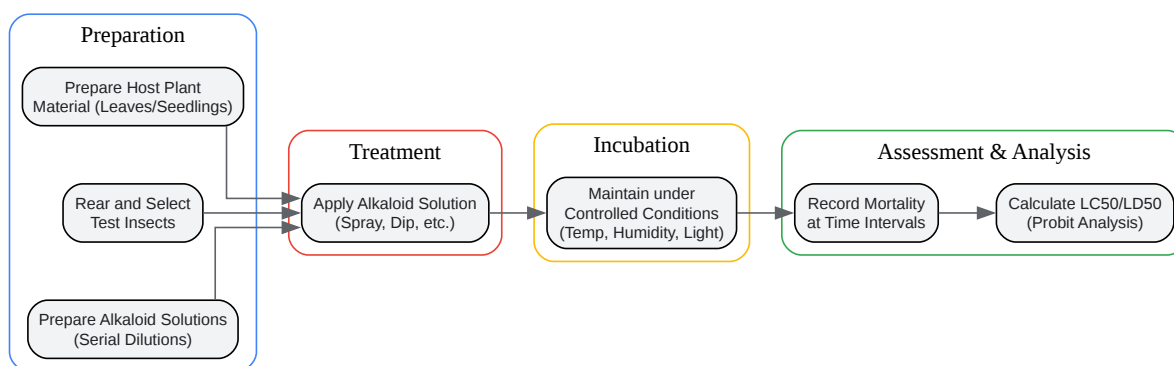 Preparation
Prepare Host Plant
Material (Leaves/Seedlings)
Rear and Select
Test Insects
Prepare Alkaloid Solutions
(Serial Dilutions)
Treatment
Apply Alkaloid Solution
(Spray, Dip, etc.)
Incubation
Maintain under
Controlled Conditions
(Temp, Humidity, Light)
Assessment & Analysis
Record Mortality
at Time Intervals
Calculate LC50/LD50
(Probit Analysis)